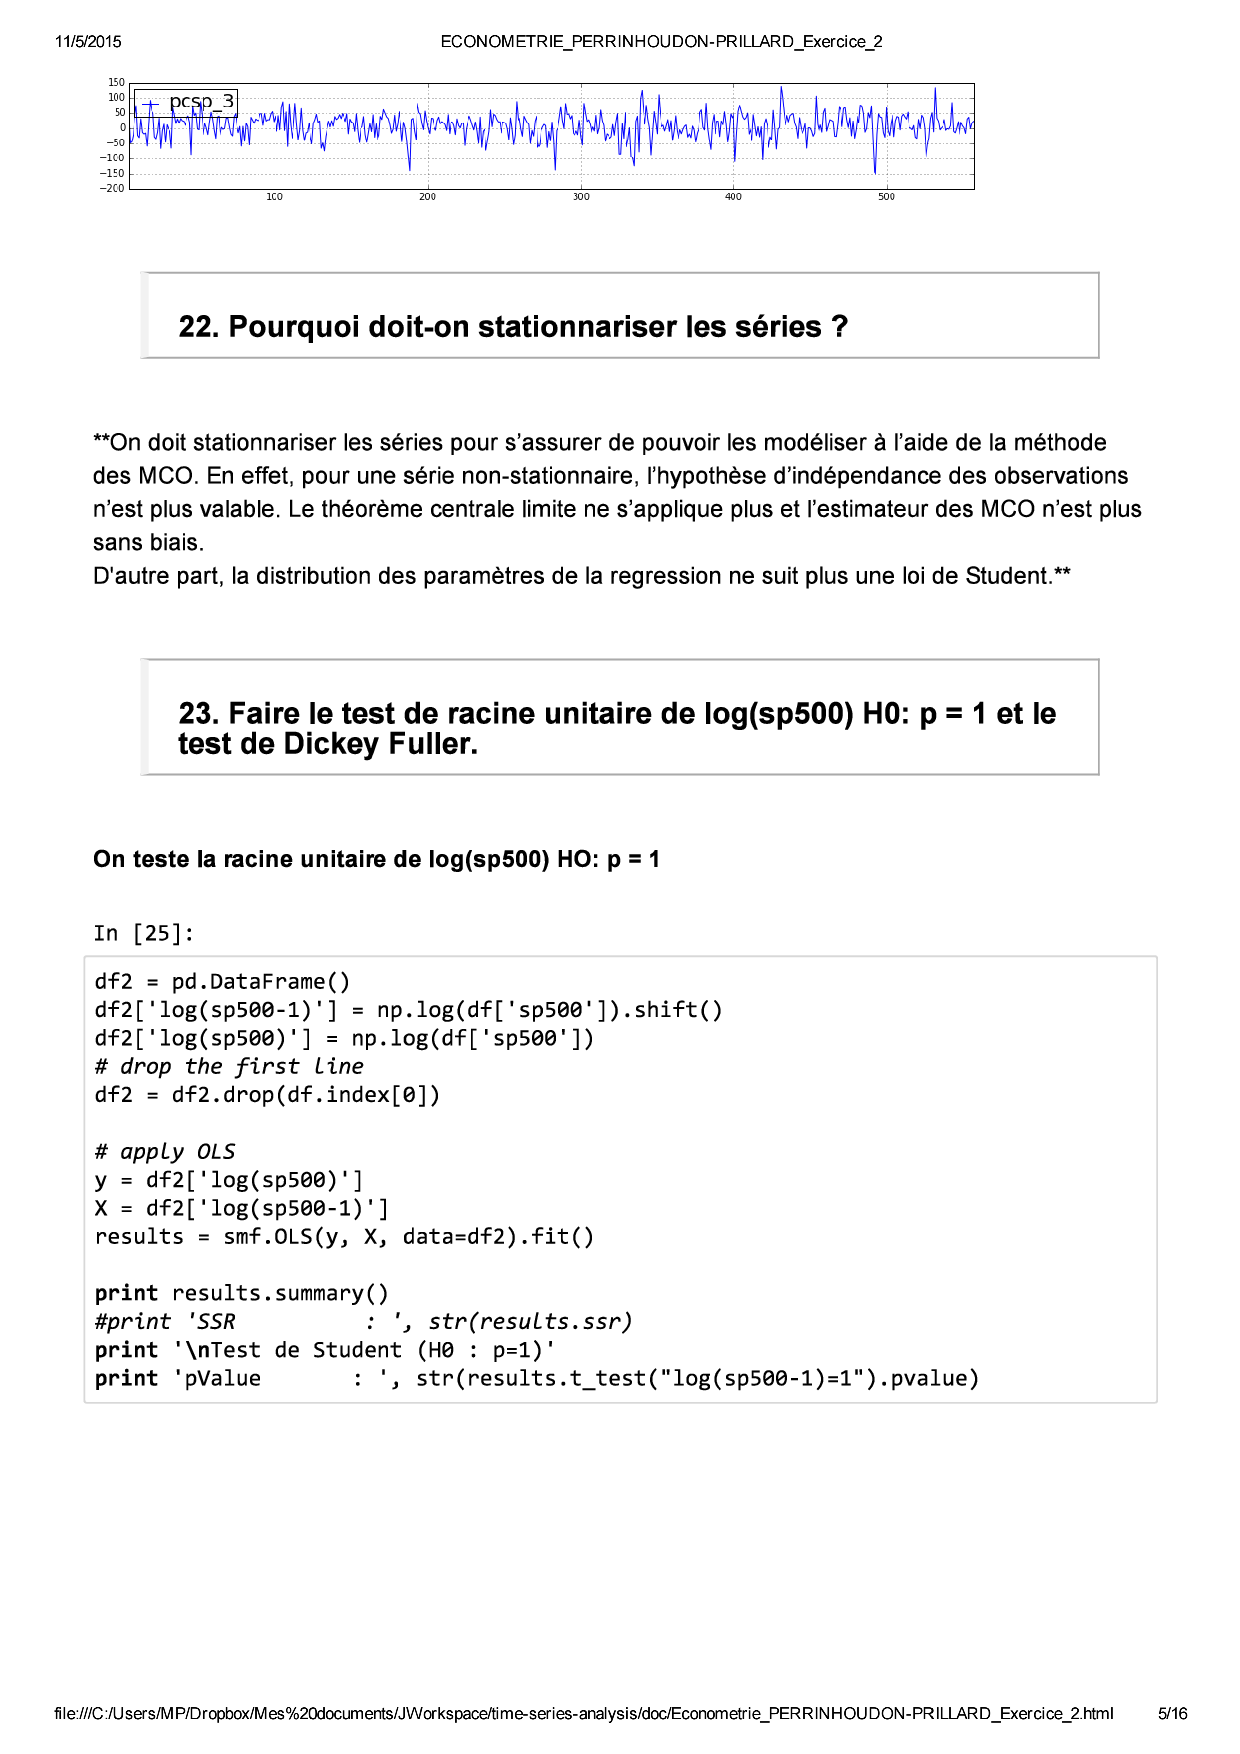 11/5/2015
ECONOMETRIE_PERRINHOUDON-PRILLARD_Exercice_2
150
100
50
0
−50
−100
−150
−200
pcsp_3
100
200
300
400
500
22. Pourquoi doit-on stationnariser les séries ?
**On doit stationnariser les séries pour s’assurer de pouvoir les modéliser à l’aide de la méthode
des MCO. En effet, pour une série non-stationnaire, l’hypothèse d’indépendance des observations
n’est plus valable. Le théorème centrale limite ne s’applique plus et l’estimateur des MCO n’est plus
sans biais.
D'autre part, la distribution des paramètres de la regression ne suit plus une loi de Student.**
23. Faire le test de racine unitaire de log(sp500) H0: p = 1 et le
test de Dickey Fuller.
On teste la racine unitaire de log(sp500) HO: p = 1
In [25]:
df2 = pd.DataFrame()
df2['log(sp500-1)'] = np.log(df['sp500']).shift()
df2['log(sp500)'] = np.log(df['sp500'])
# drop the first line
df2 = df2.drop(df.index[0])
# apply OLS
y = df2['log(sp500)']
X = df2['log(sp500-1)']
results = smf.OLS(y, X, data=df2).fit()
print results.summary()
#print 'SSR          : ', str(results.ssr)
print '\nTest de Student (H0 : p=1)'
print 'pValue       : ', str(results.t_test("log(sp500-1)=1").pvalue)
file:///C:/Users/MP/Dropbox/Mes%20documents/JWorkspace/time-series-analysis/doc/Econometrie_PERRINHOUDON-PRILLARD_Exercice_2.html
5/16